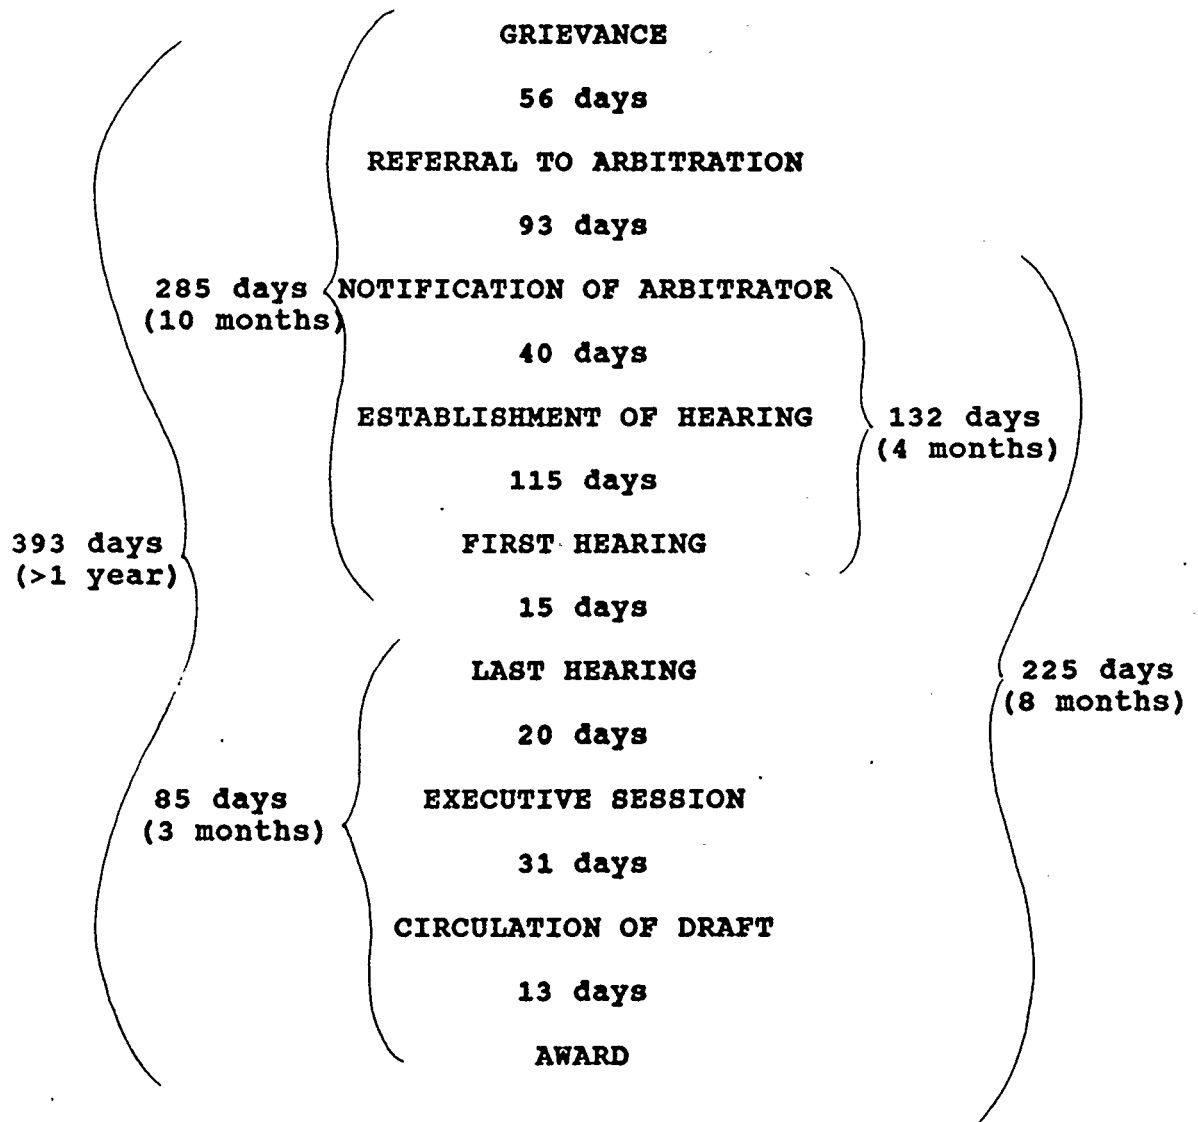 GRIEVANCE
56 days
REFERRAL TO ARBITRATION
93 days
285 days
(10 months)
NOTIFICATION OF ARBITRATOR
40 days
ESTABLISHMENT OF HEARING
132 days
(4 months)
115 days
393 days
(>1 year)
FIRST HEARING
15 days
LAST HEARING
225 days
(8 months)
20 days
85 days
(3 months)
EXECUTIVE SESSION
31 days
CIRCULATION OF DRAFT
13 days
AWARD